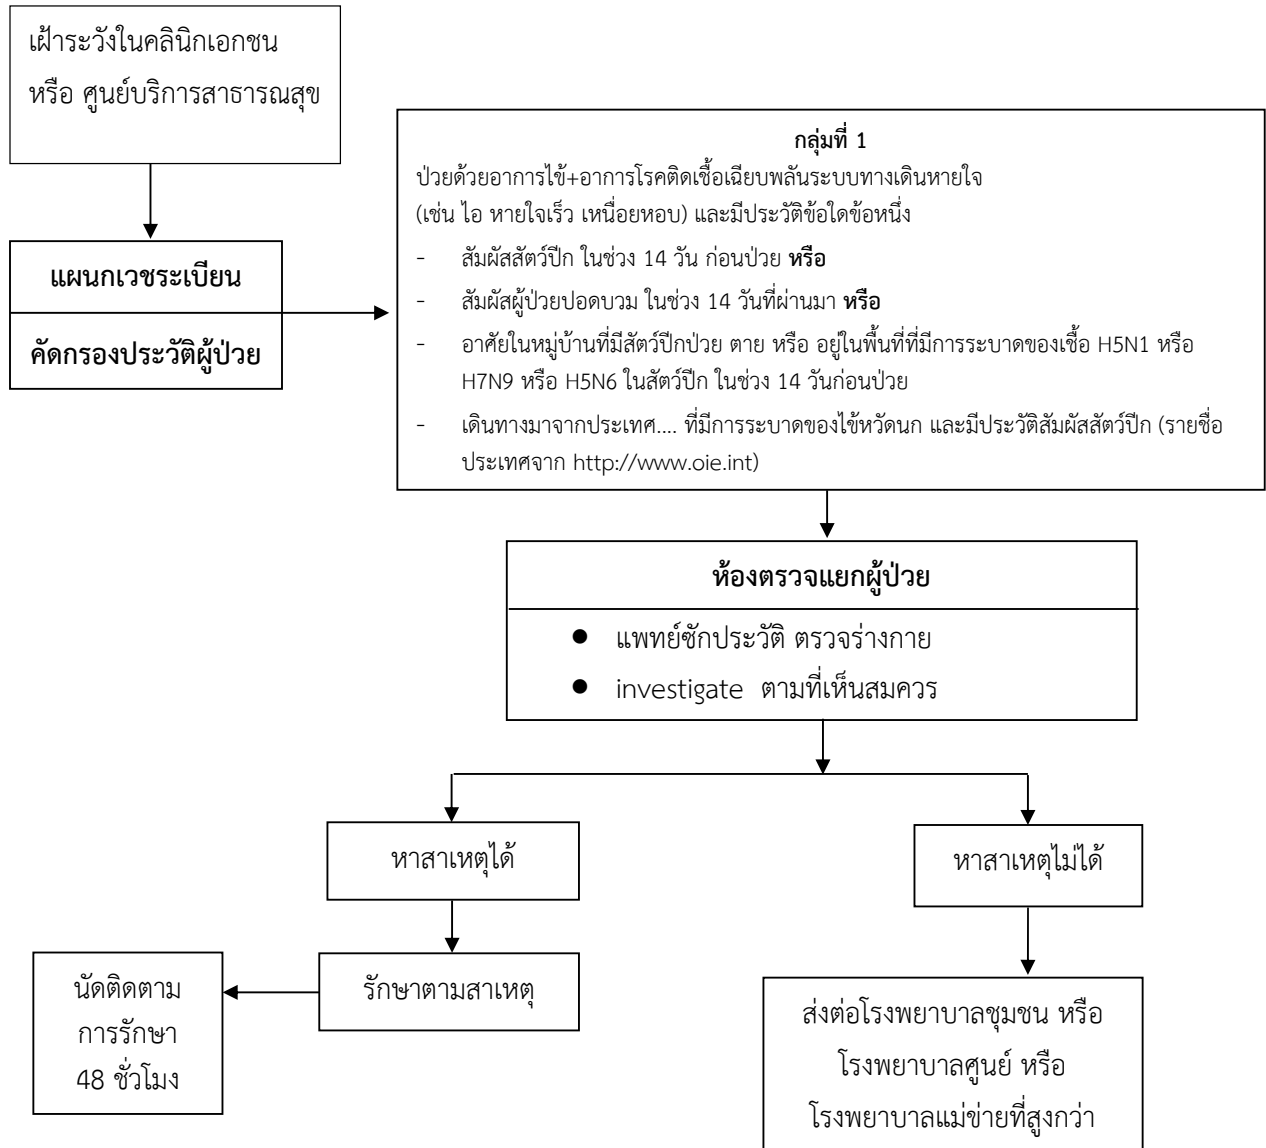 เฝ้าระวังในคลินิกเอกชน
หรือ ศูนย์บริการสาธารณสุข
แผนกเวชระเบียน
คัดกรองประวัติผู้ป่วย
กลุ่มที่ 1
ป่วยด้วยอาการไข้+อาการโรคติดเชื้อเฉียบพลันระบบทางเดินหายใจ
(เช่น ไอ หายใจเร็ว เหนื่อยหอบ) และมีประวัติข้อใดข้อหนึ่ง
- สัมผัสสัตว์ปีก ในช่วง 14 วัน ก่อนป่วย หรือ
- สัมผัสผู้ป่วยปอดบวม ในช่วง 14 วันที่ผ่านมา หรือ
- อาศัยในหมู่บ้านที่มีสัตว์ปีกป่วย ตาย หรือ อยู่ในพื้นที่ที่มีการระบาดของเชื้อ H5N1 หรือ
H7N9 หรือ H5N6 ในสัตว์ปีก ในช่วง 14 วันก่อนป่วย
- เดินทางมาจากประเทศ.... ที่มีการระบาดของไข้หวัดนก และมีประวัติสัมผัสสัตว์ปีก (รายชื่อ
ประเทศจาก http://www.oie.int)
ห้องตรวจแยกผู้ป่วย
● แพทย์ซักประวัติ ตรวจร่างกาย
● investigate ตามที่เห็นสมควร
หาสาเหตุได้
หาสาเหตุไม่ได้
รักษาตามสาเหตุ
นัดติดตาม
การรักษา
48 ชั่วโมง
ส่งต่อโรงพยาบาลชุมชน หรือ
โรงพยาบาลศูนย์ หรือ
โรงพยาบาลแม่ข่ายที่สูงกว่า